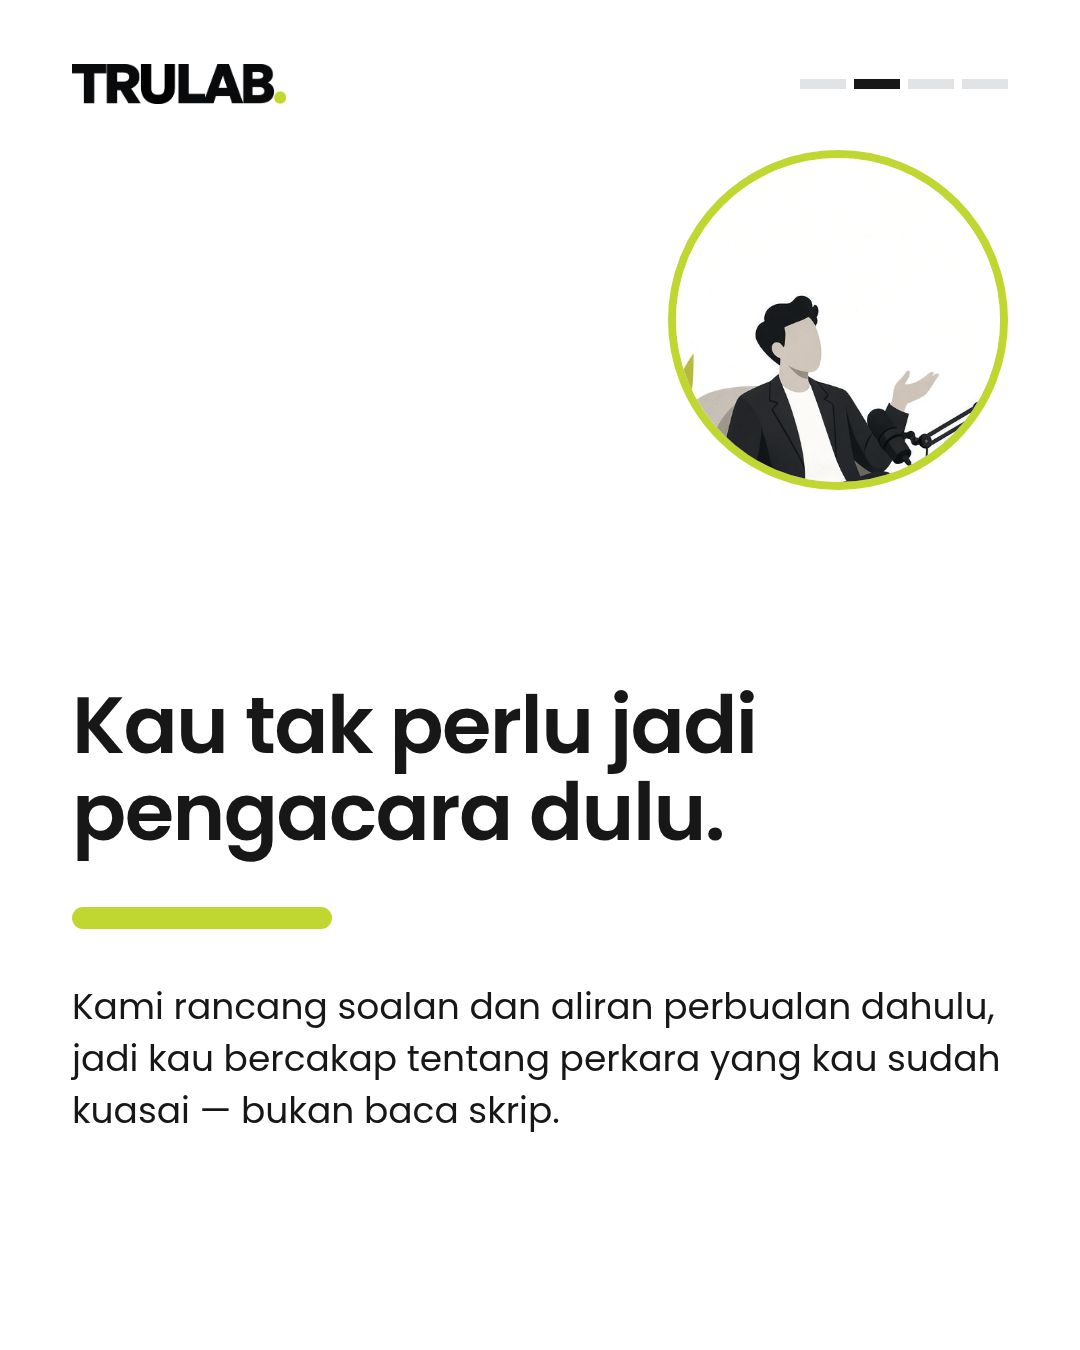 TRULAB.
Kau tak perlu jadi
pengacara dulu.
Kami rancang soalan dan aliran perbualan dahulu,
jadi kau bercakap tentang perkara yang kau sudah
kuasai — bukan baca skrip.